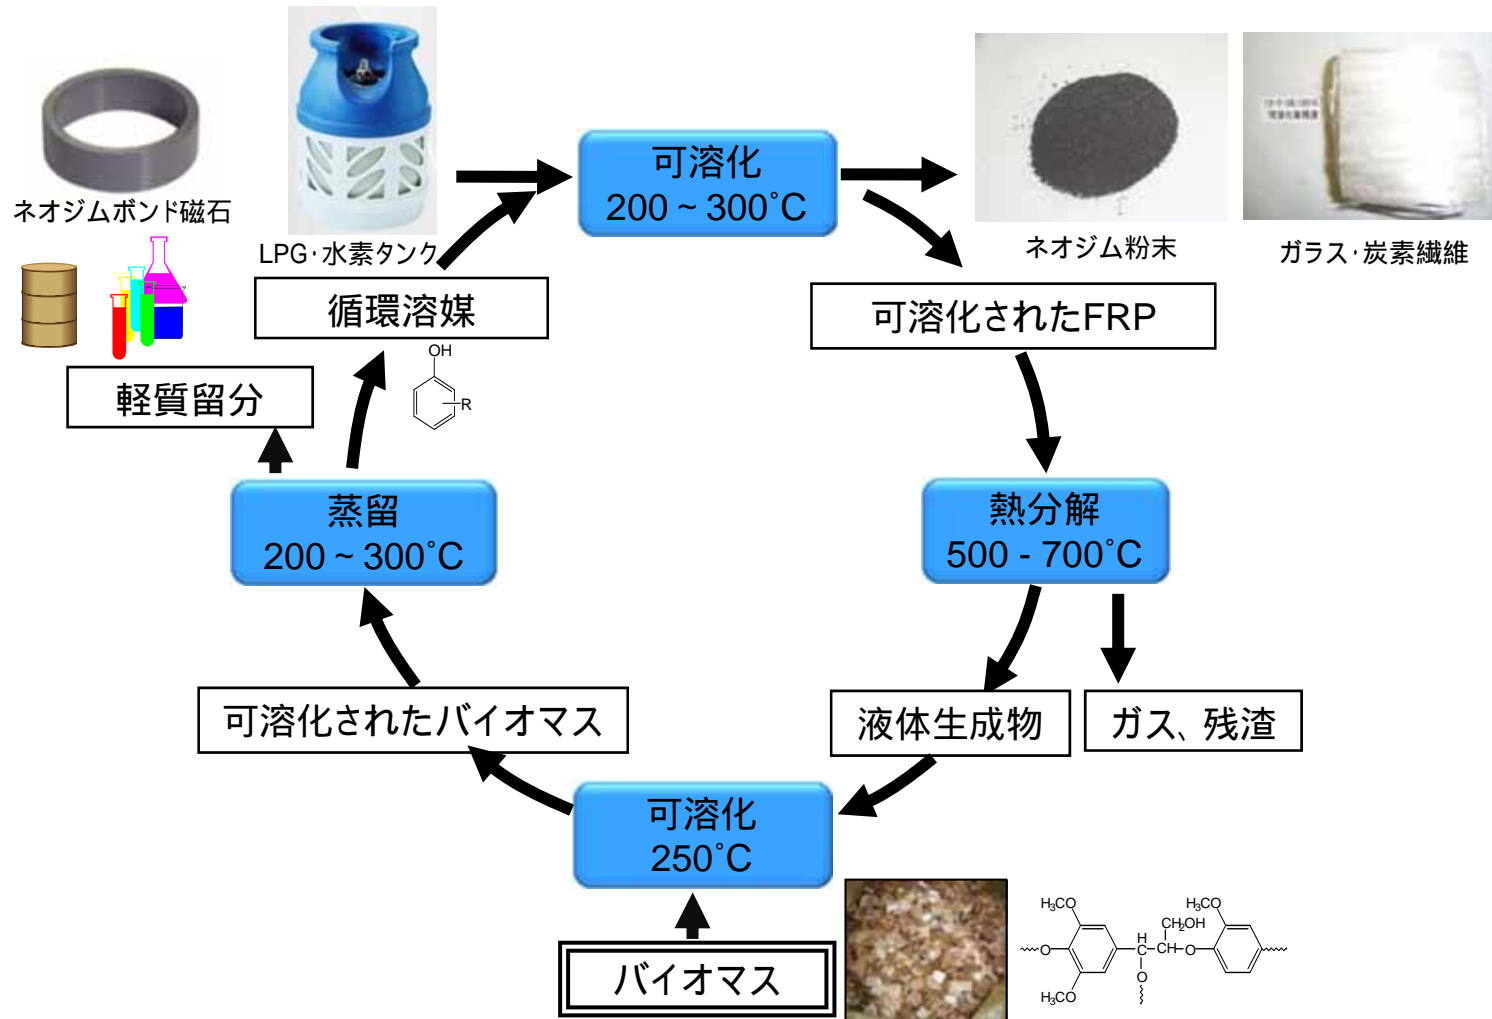 ネオジムボンド磁石
LPG・水素タンク
可溶化
200 ~ 300°C
ネオジム粉末
ガラス・炭素繊維
循環溶媒
可溶化されたFRP
OH
R
軽質留分
蒸留
200 ~ 300°C
熱分解
500 - 700°C
可溶化されたバイオマス
液体生成物
ガス、残渣
可溶化
250°C
バイオマス
H₃CO
H₃CO
CH₂OH
O
H
C
CH
O
O
H₃CO